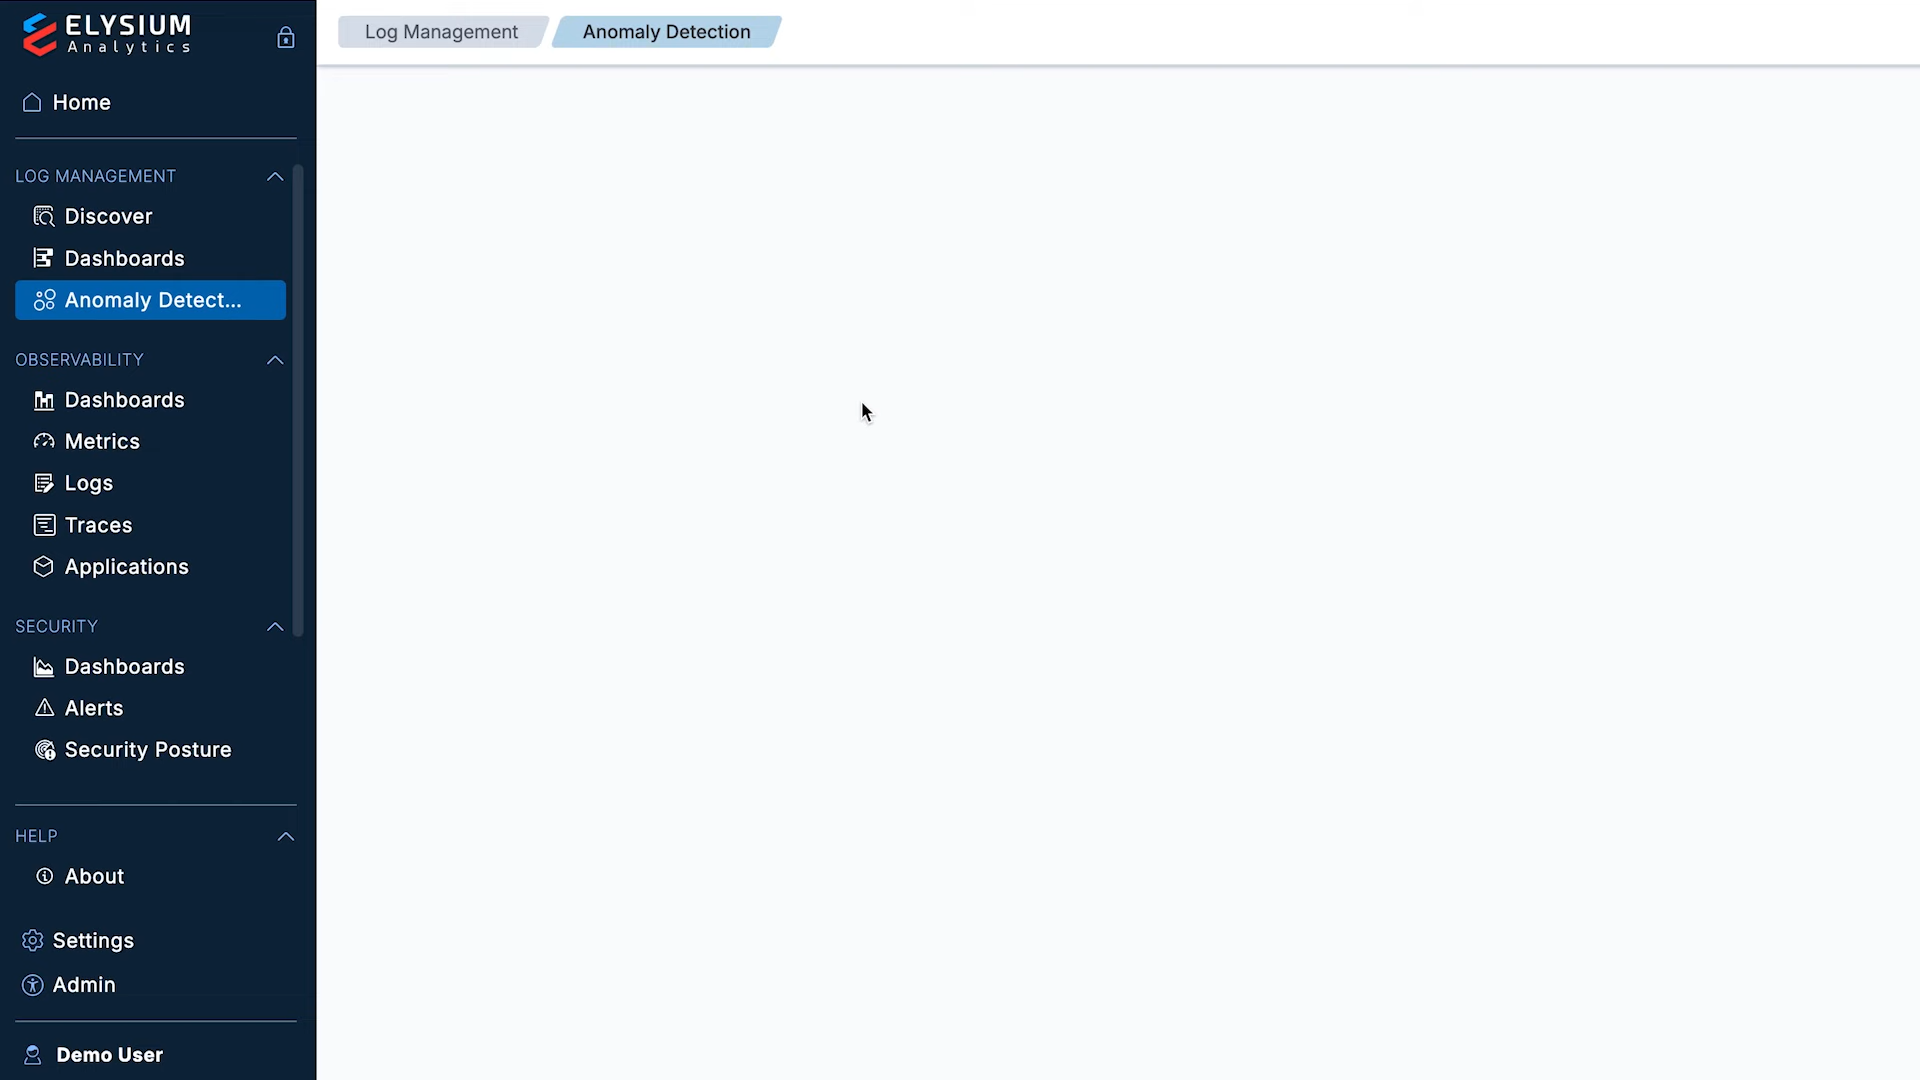 ELYSIUM
Analytics
Home
LOG MANAGEMENT
Discover
Dashboards
Anomaly Detect...
OBSERVABILITY
Dashboards
Metrics
Logs
Traces
Applications
SECURITY
Dashboards
Alerts
Security Posture
HELP
About
Settings
Admin
Demo User
Log Management
Anomaly Detection